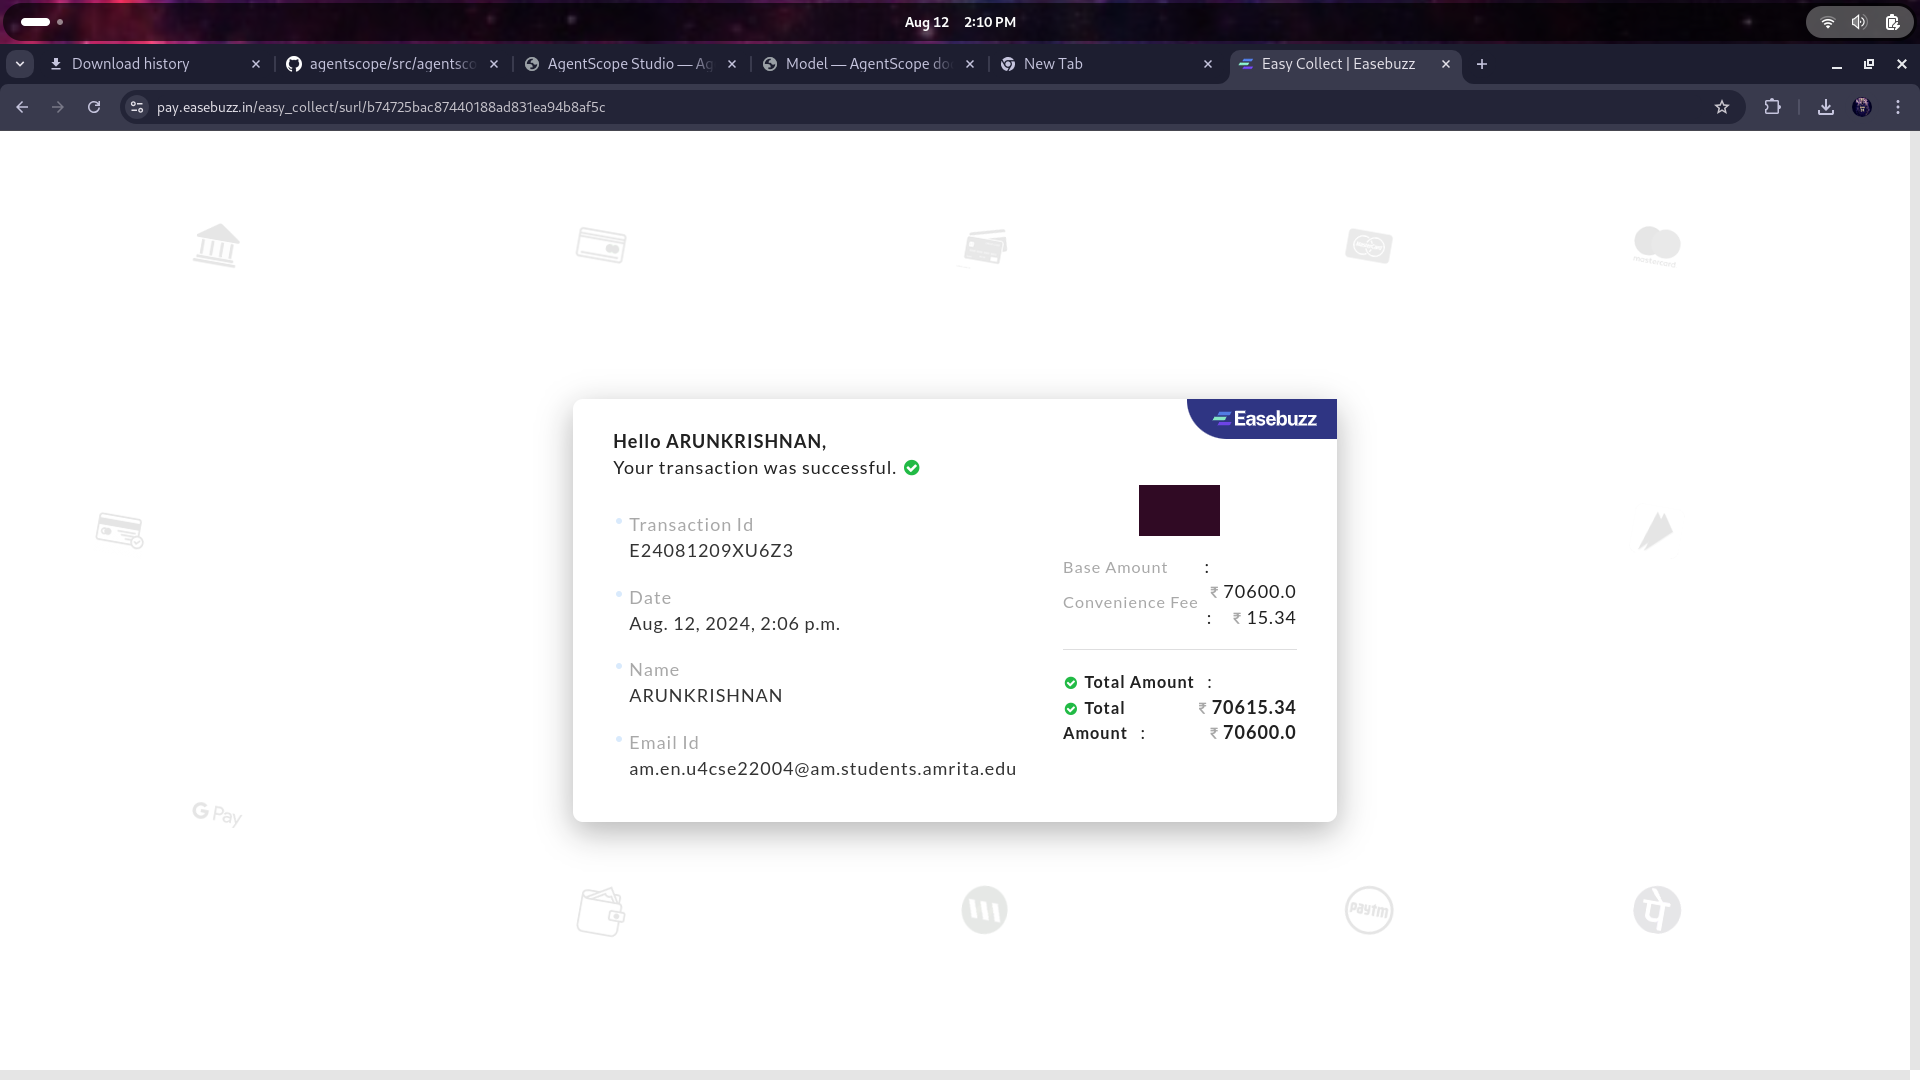 Aug 12 2:10 PM
Download history
agentscope/src/agentsco
AgentScope Studio — Ag
Model — AgentScope do
New Tab
Easy Collect | Easebuzz
pay.easebuzz.in/easy_collect/surl/b74725bac87440188ad831ea94b8af5c
mastercard
Easebuzz
Hello ARUNKRISHNAN,
Your transaction was successful.
Transaction Id
E24081209XU6Z3
Date
Aug. 12, 2024, 2:06 p.m.
Name
ARUNKRISHNAN
Email Id
am.en.u4cse22004@am.students.amrita.edu
Base Amount :
₹ 70600.0
Convenience Fee
: ₹ 15.34
Total Amount :
Total ₹ 70615.34
Amount : ₹ 70600.0
G Pay
paytm
पे